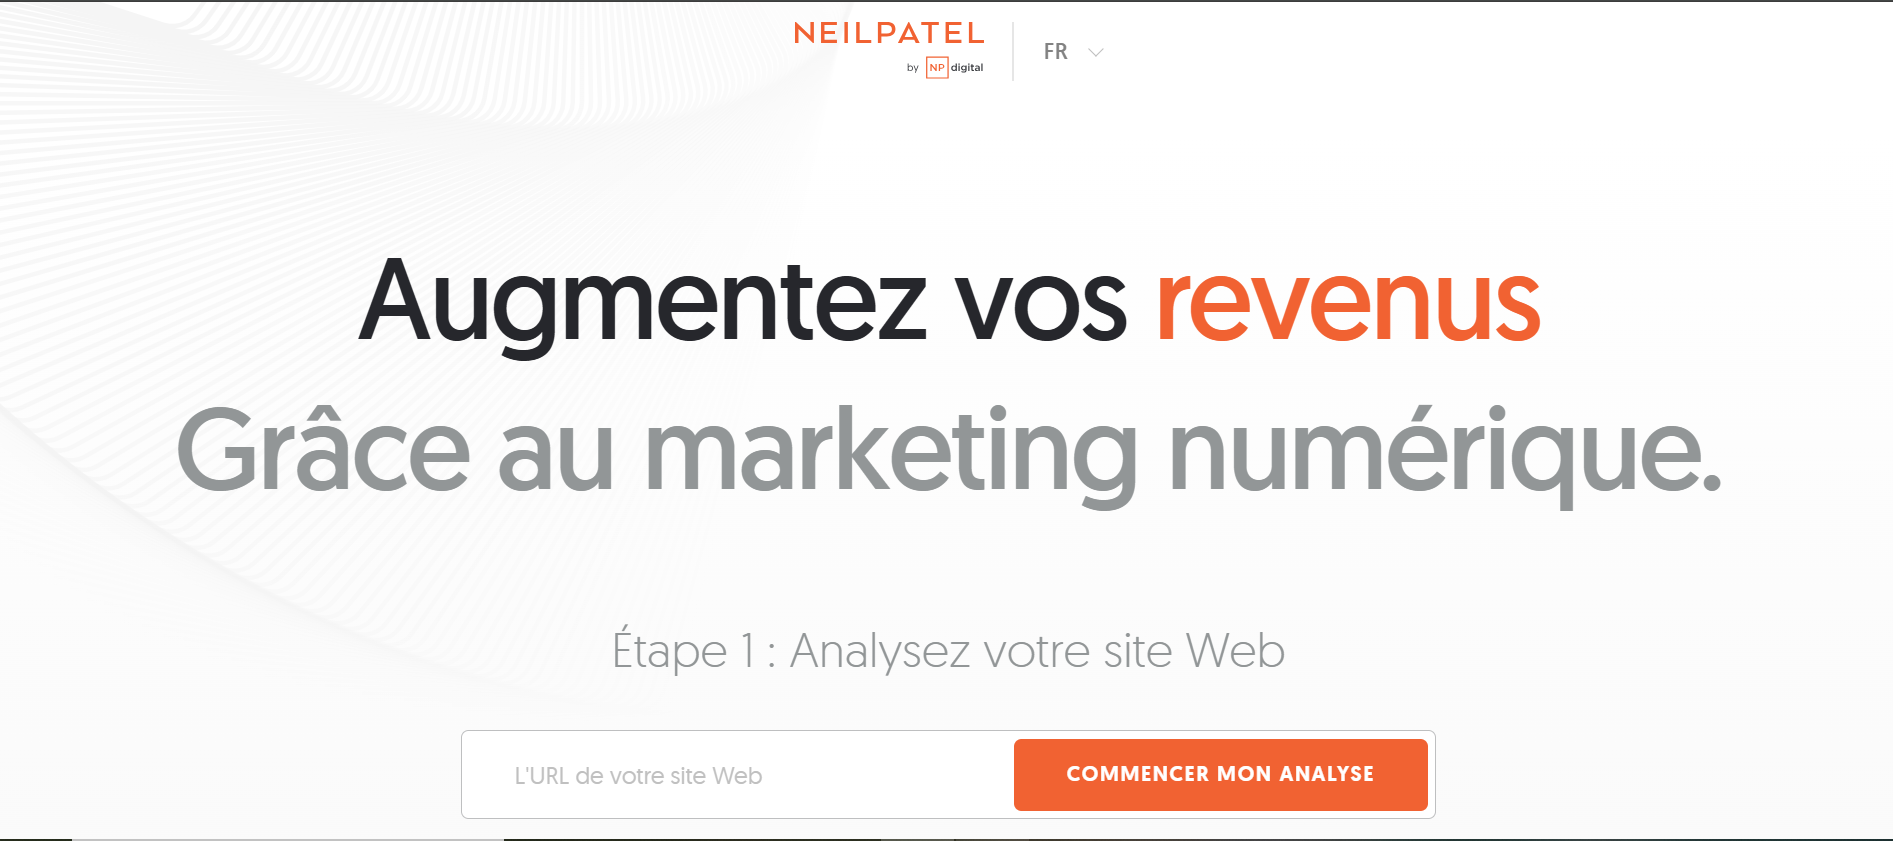 NEILPATEL
by NP digital
FR
Augmentez vos revenus
Grâce au marketing numérique.
Étape 1 : Analysez votre site Web
L'URL de votre site Web
COMMENCER MON ANALYSE